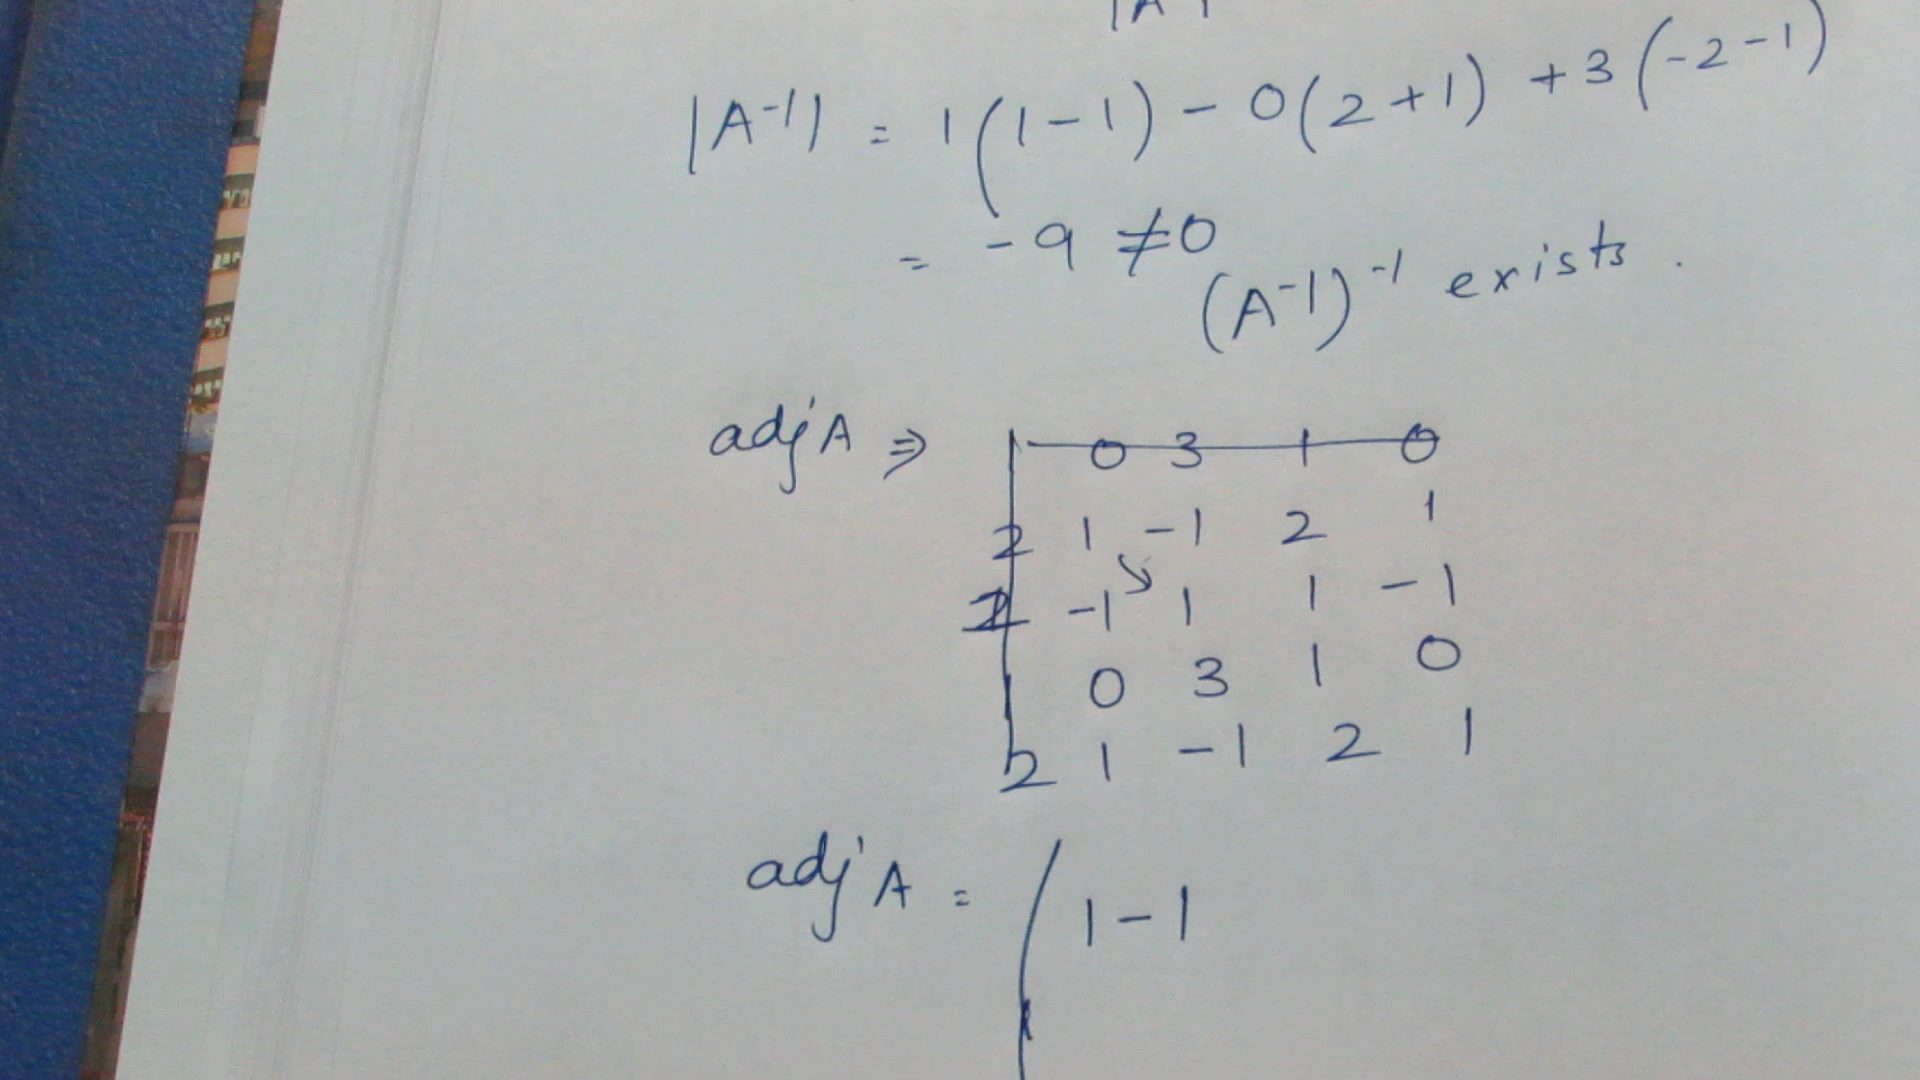 |A|
|A-1| = 1(1-1) - 0(2+1) +3(-2-1)
= -9 ≠0
(A-1)-1 exists.
adj A ⇒ 1 0 3 1 0
2 1 -1 2 1
-1 1 1 -1
0 3 1 0
2 1 -1 2 1
adj A = ( 1-1